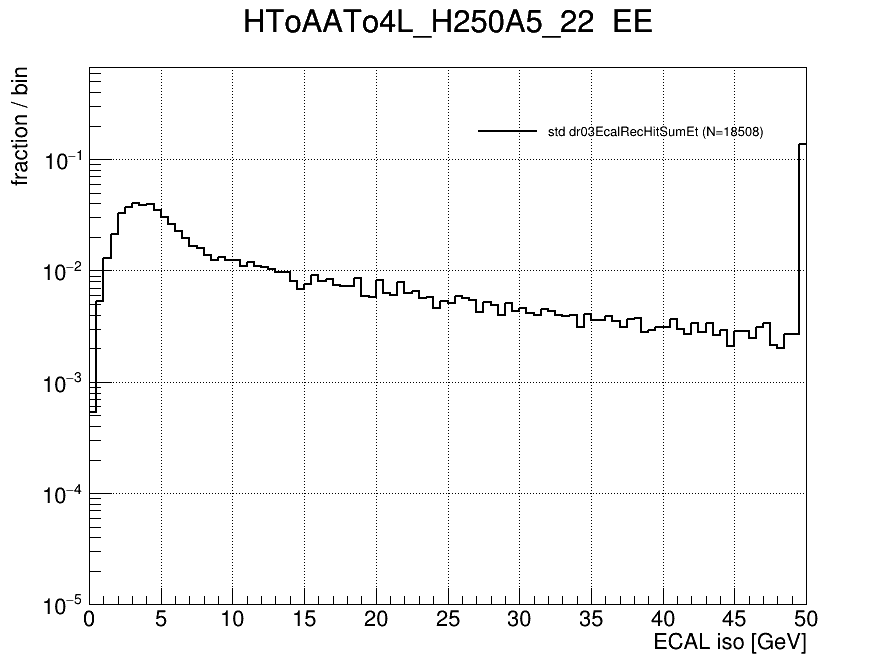 HToAATo4L_H250A5_22 EE
fraction / bin
std dr03EcalRecHitSumEt (N=18508)
10⁻¹
10⁻²
10⁻³
10⁻⁴
10⁻⁵
0 5 10 15 20 25 30 35 40 45 50
ECAL iso [GeV]